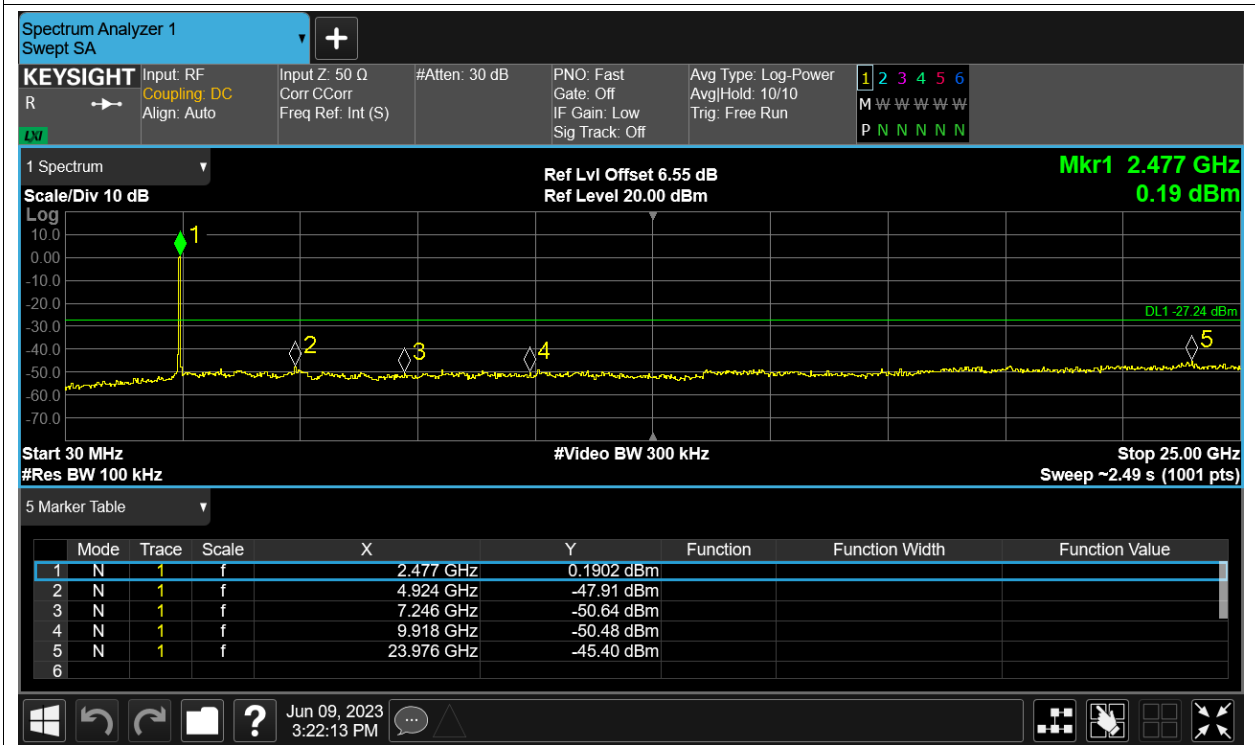 Spectrum Analyzer 1
Swept SA
KEYSIGHT
R
LXI
Input: RF
Coupling: DC
Align: Auto
Input Z: 50 Ω
Corr CCorr
Freq Ref: Int (S)
#Atten: 30 dB
PNO: Fast
Gate: Off
IF Gain: Low
Sig Track: Off
Avg Type: Log-Power
Avg|Hold: 10/10
Trig: Free Run
1 2 3 4 5 6
M W W W W W
P N N N N N
1 Spectrum
Scale/Div 10 dB
Ref Lvl Offset 6.55 dB
Ref Level 20.00 dBm
Mkr1 2.477 GHz
0.19 dBm
Log
10.0
0.00
-10.0
-20.0
-30.0
-40.0
-50.0
-60.0
-70.0
1
2
3
4
5
DL1 -27.24 dBm
Start 30 MHz
#Video BW 300 kHz
Stop 25.00 GHz
#Res BW 100 kHz
Sweep ~2.49 s (1001 pts)
5 Marker Table
Mode Trace Scale X Y Function Function Width Function Value
1 N 1 f 2.477 GHz 0.1902 dBm
2 N 1 f 4.924 GHz -47.91 dBm
3 N 1 f 7.246 GHz -50.64 dBm
4 N 1 f 9.918 GHz -50.48 dBm
5 N 1 f 23.976 GHz -45.40 dBm
6
?
Jun 09, 2023
3:22:13 PM